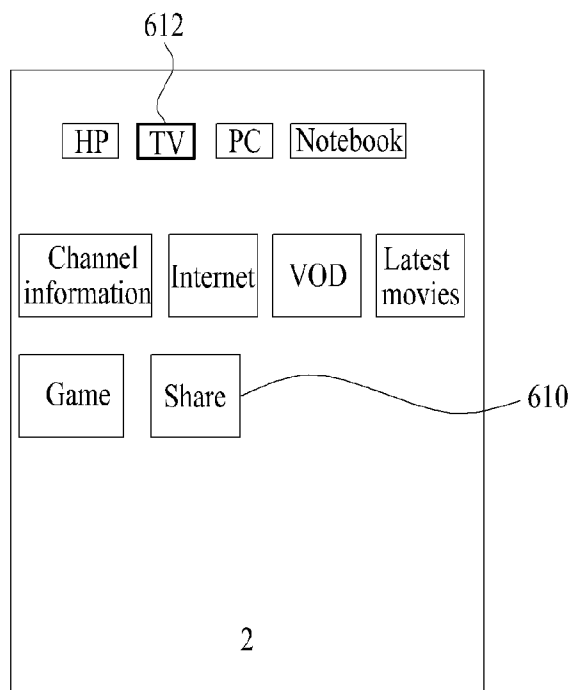 612
HP TV PC Notebook
Channel information Internet VOD Latest movies
Game Share
610
2